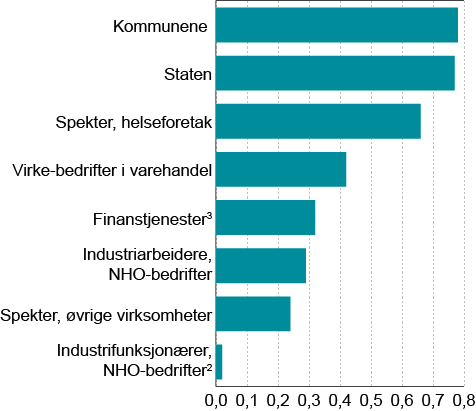 Kommunene
Staten
Spekter, helseforetak
Virke-bedrifter i varehandel
Finanstjenester³
Industriarbeidere,
NHO-bedrifter
Spekter, øvrige virksomheter
Industrifunksjonærer,
NHO-bedrifter²
0,0 0,1 0,2 0,3 0,4 0,5 0,6 0,7 0,8